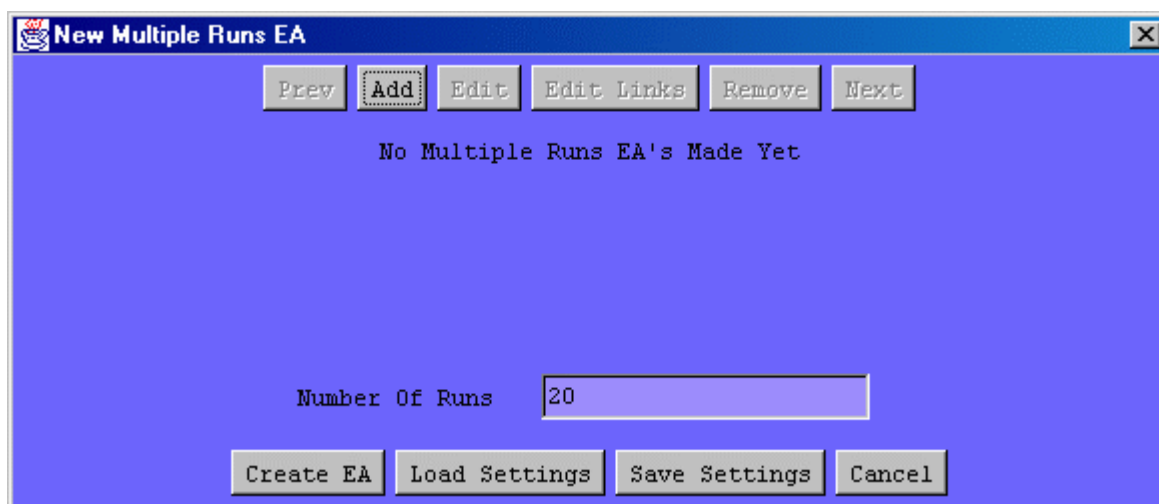 New Multiple Runs EA
Prev Add Edit Edit Links Remove Next
No Multiple Runs EA's Made Yet
Number Of Runs 20
Create EA Load Settings Save Settings Cancel